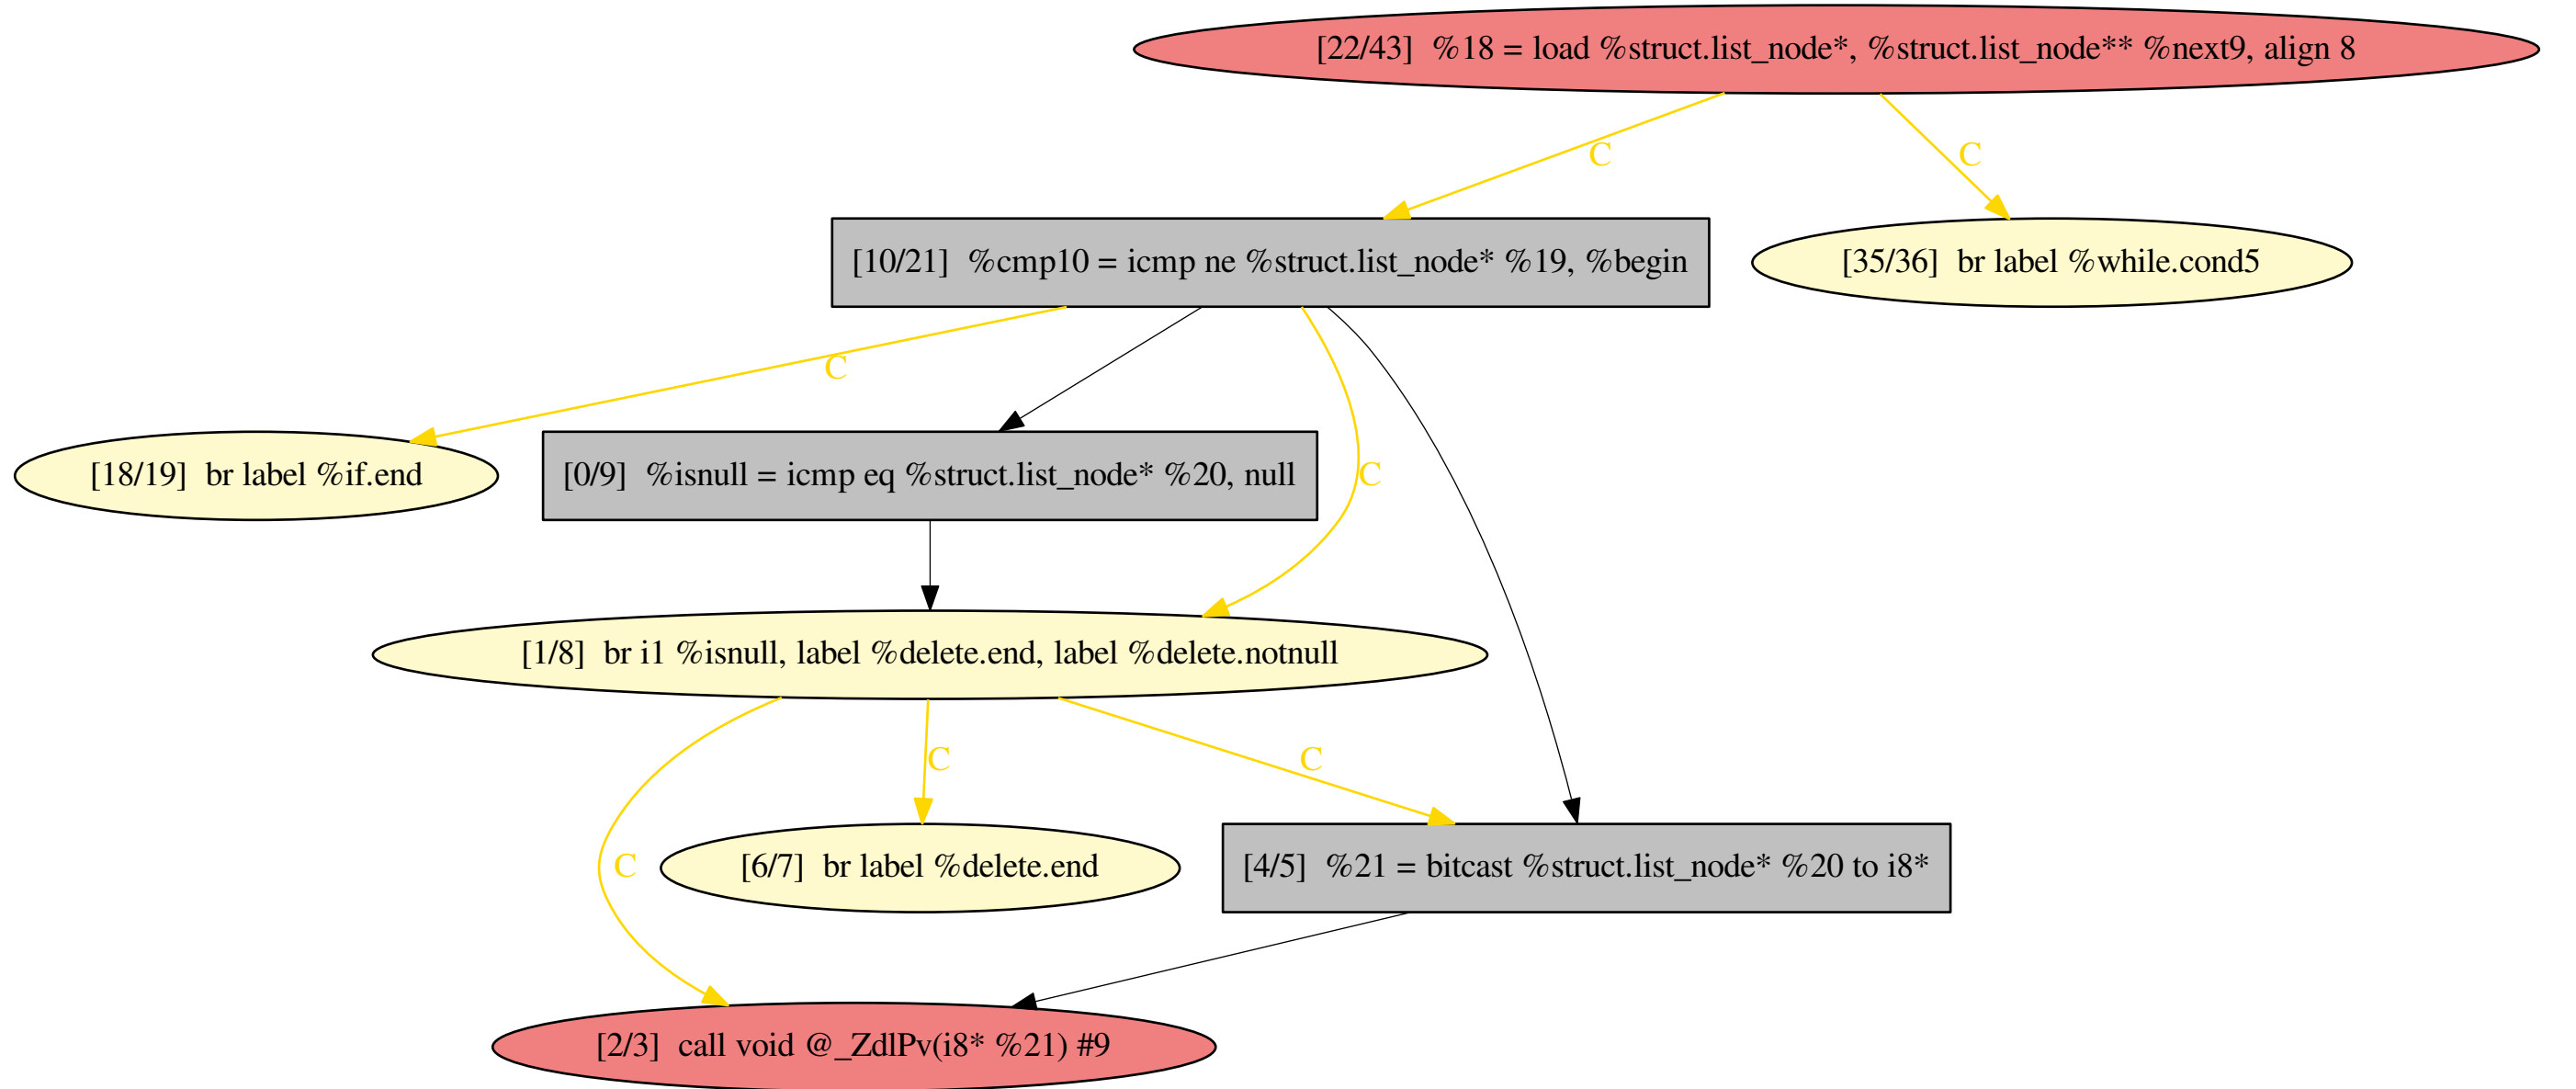 [22/43]  %18 = load %struct.list_node*, %struct.list_node** %next9, align 8
C
C
[10/21]  %cmp10 = icmp ne %struct.list_node* %19, %begin
[35/36]  br label %while.cond5
C
C
[18/19]  br label %if.end
[0/9]  %isnull = icmp eq %struct.list_node* %20, null
[1/8]  br i1 %isnull, label %delete.end, label %delete.notnull
C
C
C
[6/7]  br label %delete.end
[4/5]  %21 = bitcast %struct.list_node* %20 to i8*
[2/3]  call void @_ZdlPv(i8* %21) #9